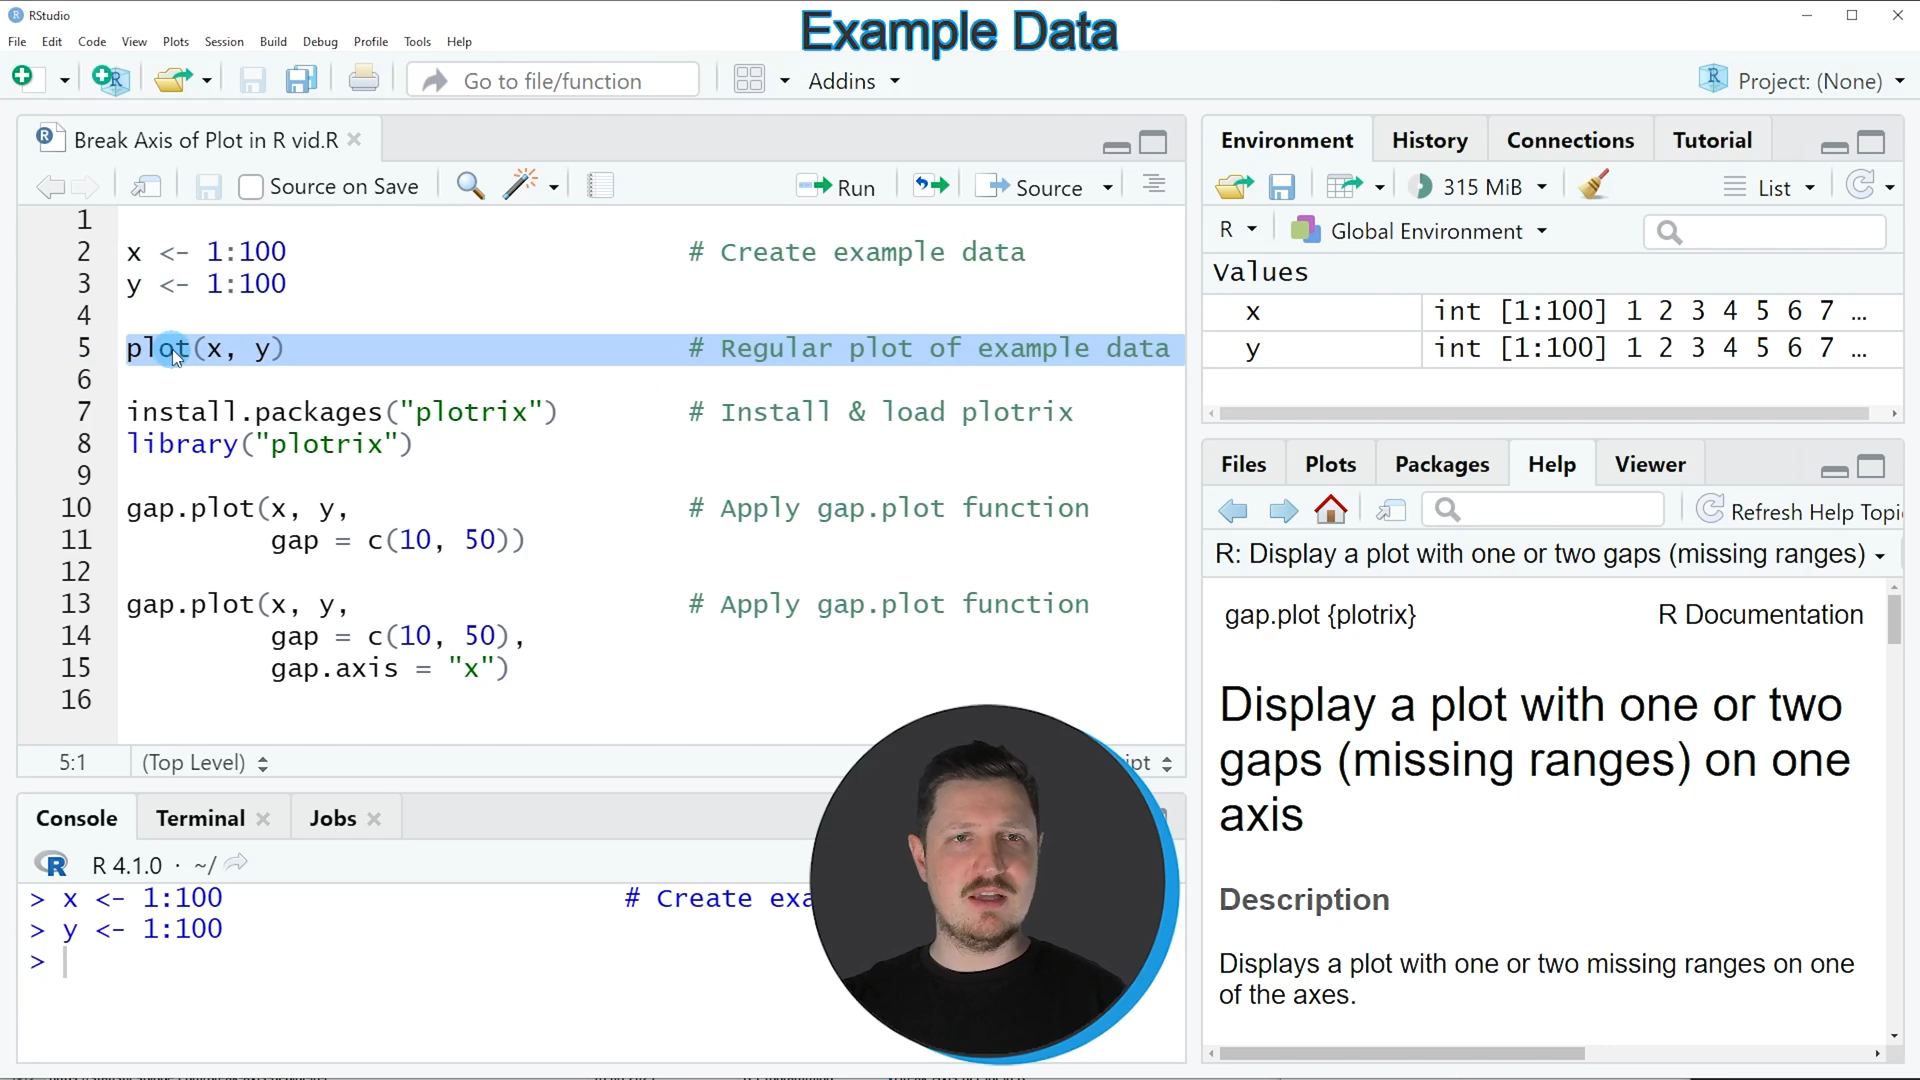 RStudio
Example Data
File Edit Code View Plots Session Build Debug Profile Tools Help
Go to file/function Addins Project: (None)
Break Axis of Plot in R vid.R
Source on Save Run Source
1
2 x <- 1:100 # Create example data
3 y <- 1:100
4
5 plot(x, y) # Regular plot of example data
6
7 install.packages("plotrix") # Install & load plotrix
8 library("plotrix")
9
10 gap.plot(x, y, # Apply gap.plot function
11 gap = c(10, 50))
12
13 gap.plot(x, y, # Apply gap.plot function
14 gap = c(10, 50),
15 gap.axis = "x")
16
5:1 (Top Level) ipt
Console Terminal Jobs
R 4.1.0 · ~/
> x <- 1:100 # Create exa
> y <- 1:100
>
Environment History Connections Tutorial
315 MiB List
R Global Environment
Values
x int [1:100] 1 2 3 4 5 6 7 …
y int [1:100] 1 2 3 4 5 6 7 …
Files Plots Packages Help Viewer
Refresh Help Topi
R: Display a plot with one or two gaps (missing ranges)
gap.plot {plotrix} R Documentation
Display a plot with one or two
gaps (missing ranges) on one
axis
Description
Displays a plot with one or two missing ranges on one
of the axes.